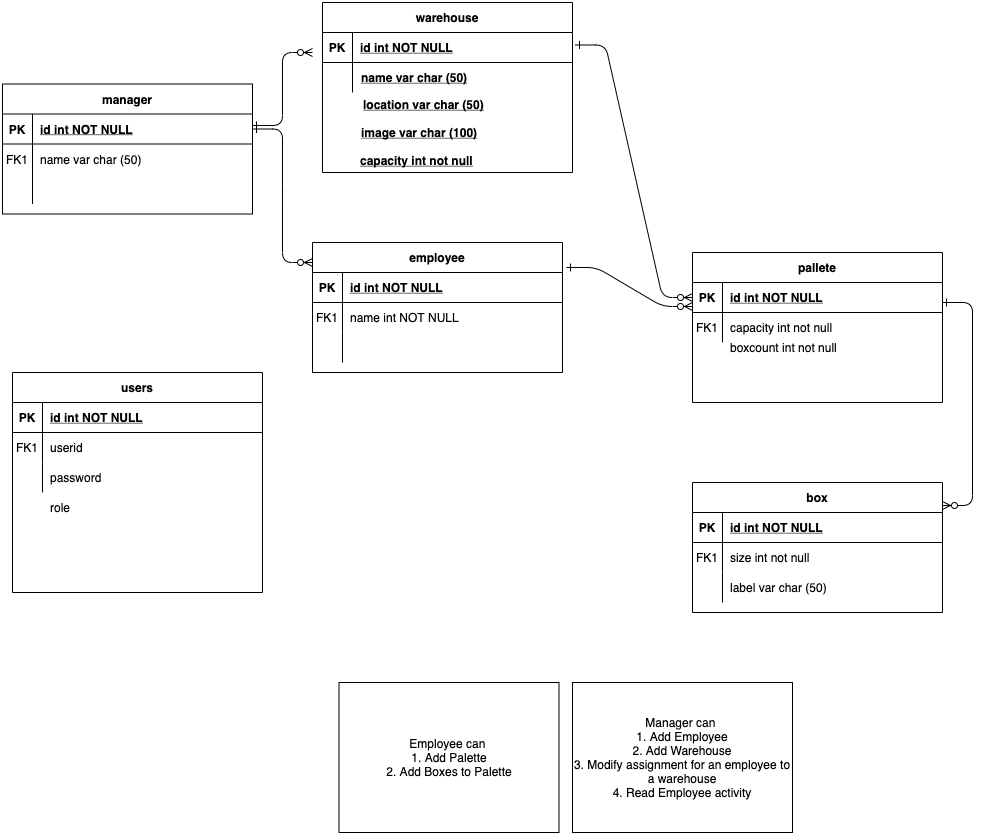 warehouse
PK id int NOT NULL
name var char (50)
location var char (50)
image var char (100)
capacity int not null
manager
PK id int NOT NULL
FK1 name var char (50)
employee
PK id int NOT NULL
FK1 name int NOT NULL
pallete
PK id int NOT NULL
FK1 capacity int not null
boxcount int not null
users
PK id int NOT NULL
FK1 userid
password
role
box
PK id int NOT NULL
FK1 size int not null
label var char (50)
Employee can
1. Add Palette
2. Add Boxes to Palette
Manager can
1. Add Employee
2. Add Warehouse
3. Modify assignment for an employee to
a warehouse
4. Read Employee activity